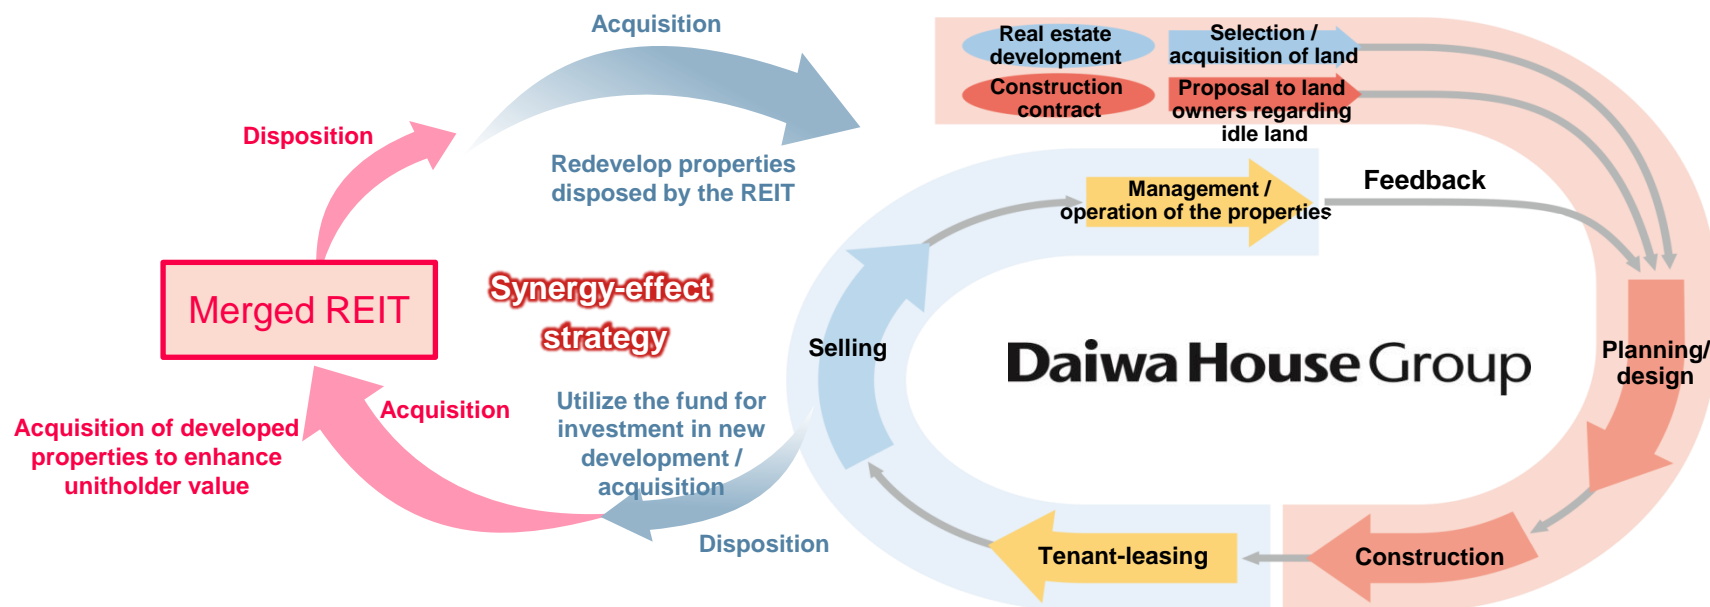 Acquisition
Disposition
Redevelop properties
disposed by the REIT
Merged REIT
Synergy-effect
strategy
Acquisition
Acquisition of developed
properties to enhance
unitholder value
Utilize the fund for
investment in new
development /
acquisition
Disposition
Real estate
development
Selection /
acquisition of land
Construction
contract
Proposal to land
owners regarding
idle land
Management /
operation of the properties
Feedback
Selling
Daiwa House Group
Planning/
design
Tenant-leasing
Construction